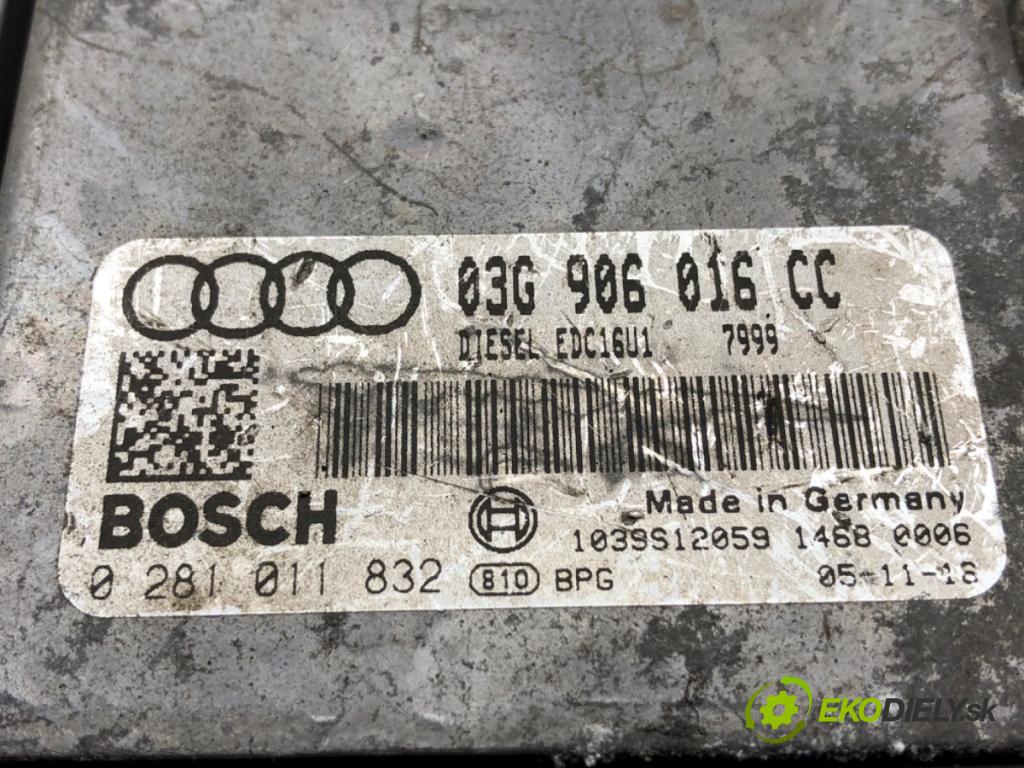 03G 906 016 CC
DIESEL EDC16U1 7999
BOSCH
Made in Germany
1039S12059 1468 0006
0 281 011 832 810 BPG 05-11-18
EKODIELY.sk